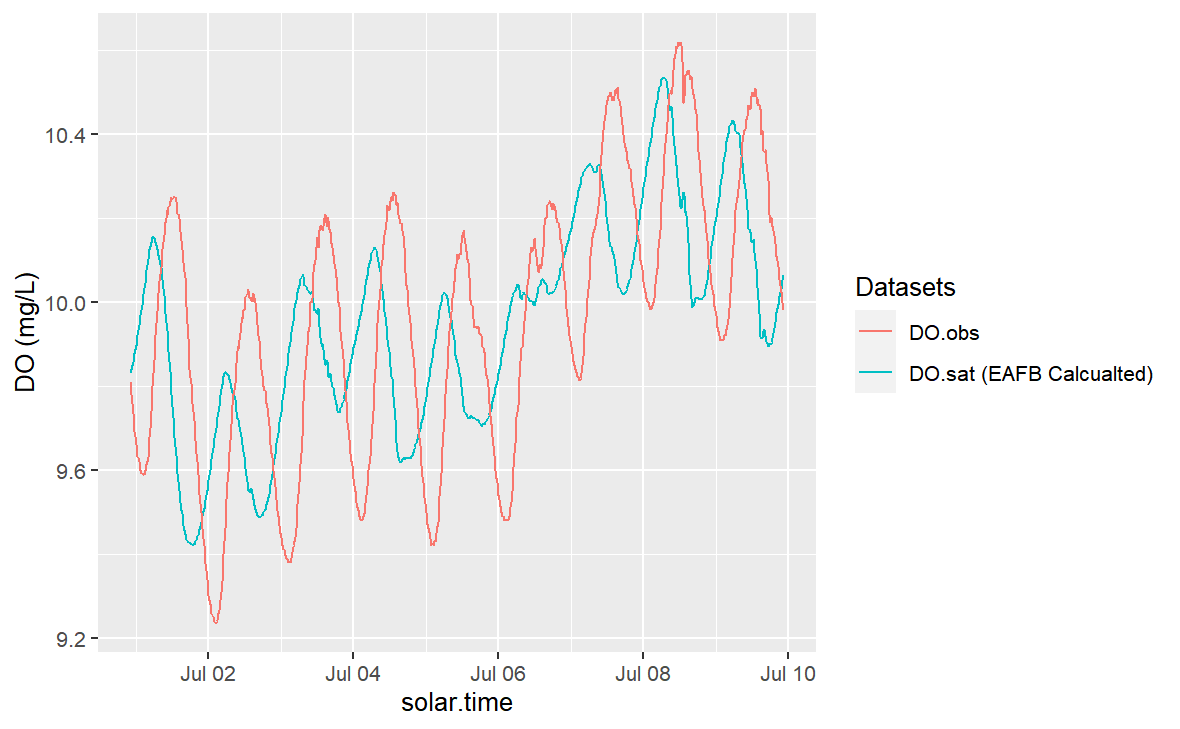 DO (mg/L)
10.4
10.0
9.6
9.2
Jul 02
Jul 04
Jul 06
Jul 08
Jul 10
solar.time
Datasets
DO.obs
DO.sat (EAFB Calcualted)